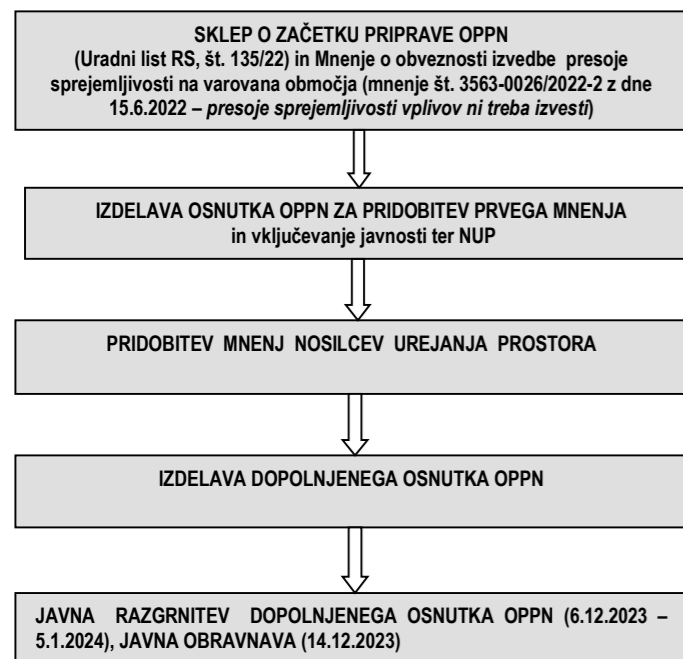 SKLEP O ZAČETKU PRIPRAVE OPPN
(Uradni list RS, št. 135/22) in Mnenje o obveznosti izvedbe presoje
sprejemljivosti na varovana območja (mnenje št. 3563-0026/2022-2 z dne
15.6.2022 – presoje sprejemljivosti vplivov ni treba izvesti)
IZDELAVA OSNUTKA OPPN ZA PRIDOBITEV PRVEGA MNENJA
in vključevanje javnosti ter NUP
PRIDOBITEV MNENJ NOSILCEV UREJANJA PROSTORA
IZDELAVA DOPOLNJENEGA OSNUTKA OPPN
JAVNA RAZGRNITEV DOPOLNJENEGA OSNUTKA OPPN (6.12.2023 –
5.1.2024), JAVNA OBRAVNAVA (14.12.2023)